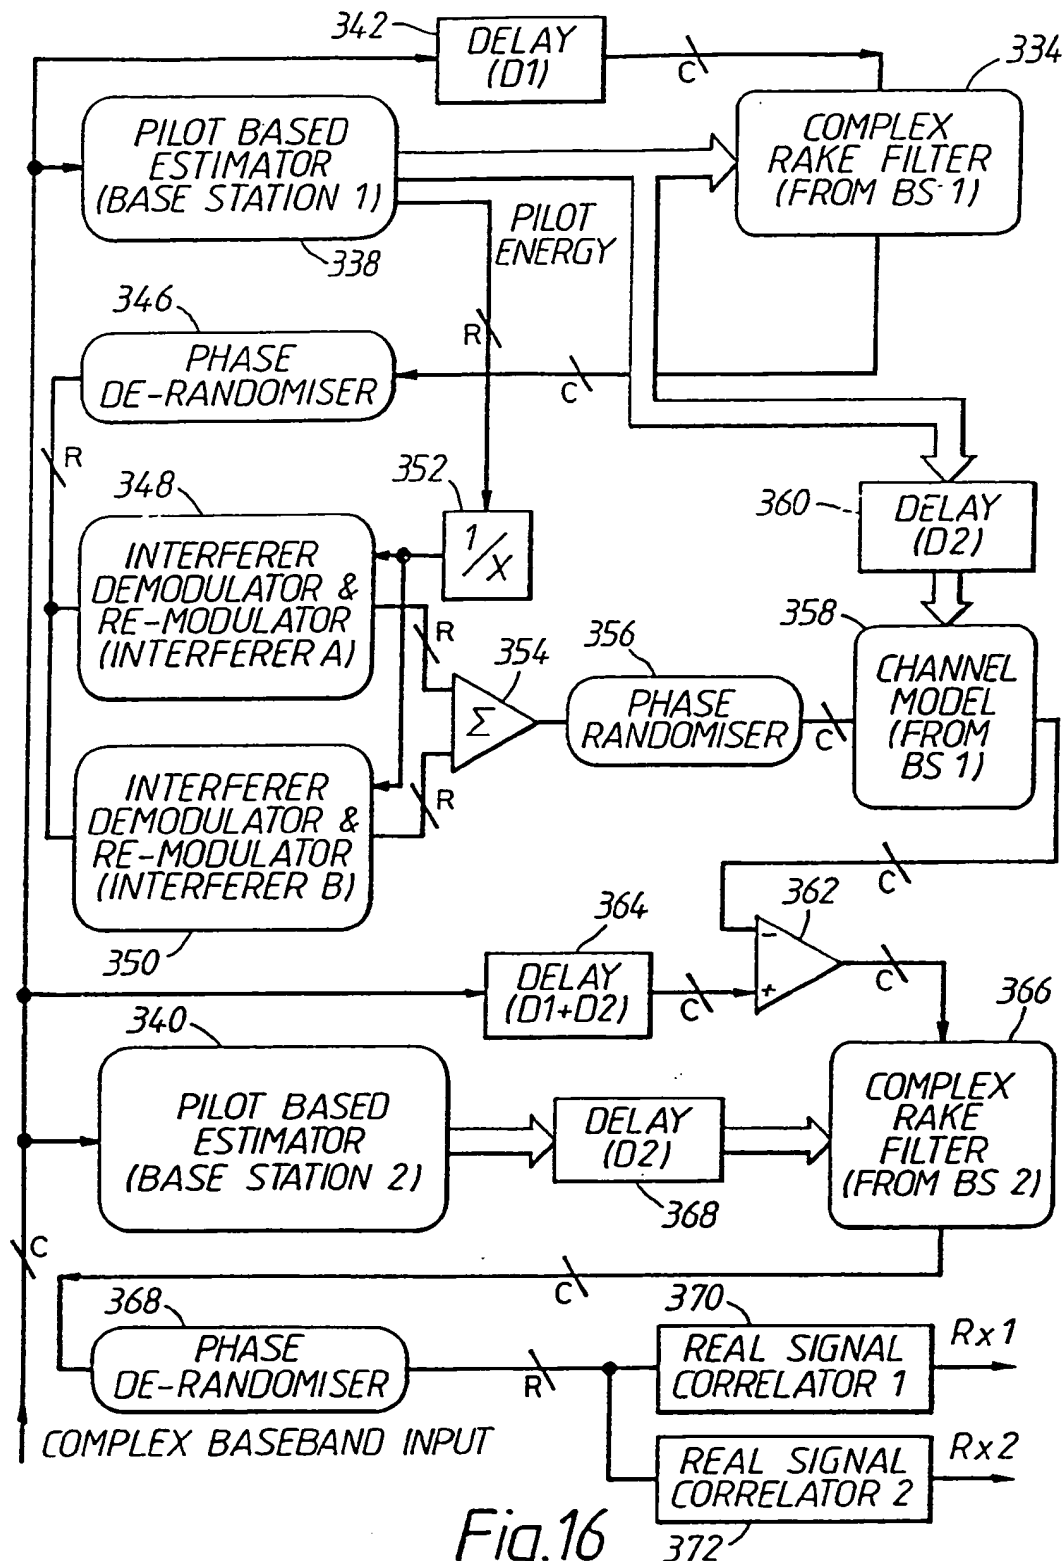 342
DELAY
(D1)
C
334
PILOT BASED
ESTIMATOR
(BASE STATION 1)
COMPLEX
RAKE FILTER
(FROM BS 1)
338
PILOT
ENERGY
346
R
C
PHASE
DE-RANDOMISER
R
348
352
360
DELAY
(D2)
INTERFERER
DEMODULATOR &
RE-MODULATOR
(INTERFERER A)
1/X
R
354
356
358
Σ
PHASE
RANDOMISER
C
CHANNEL
MODEL
(FROM
BS 1)
INTERFERER
DEMODULATOR &
RE-MODULATOR
(INTERFERER B)
R
350
C
364
362
DELAY
(D1+D2)
C
-
+
C
366
340
PILOT BASED
ESTIMATOR
(BASE STATION 2)
DELAY
(D2)
368
COMPLEX
RAKE
FILTER
(FROM BS 2)
C
C
368
PHASE
DE-RANDOMISER
R
370
REAL SIGNAL
CORRELATOR 1
Rx1
COMPLEX BASEBAND INPUT
REAL SIGNAL
CORRELATOR 2
Rx2
372
Fig.16